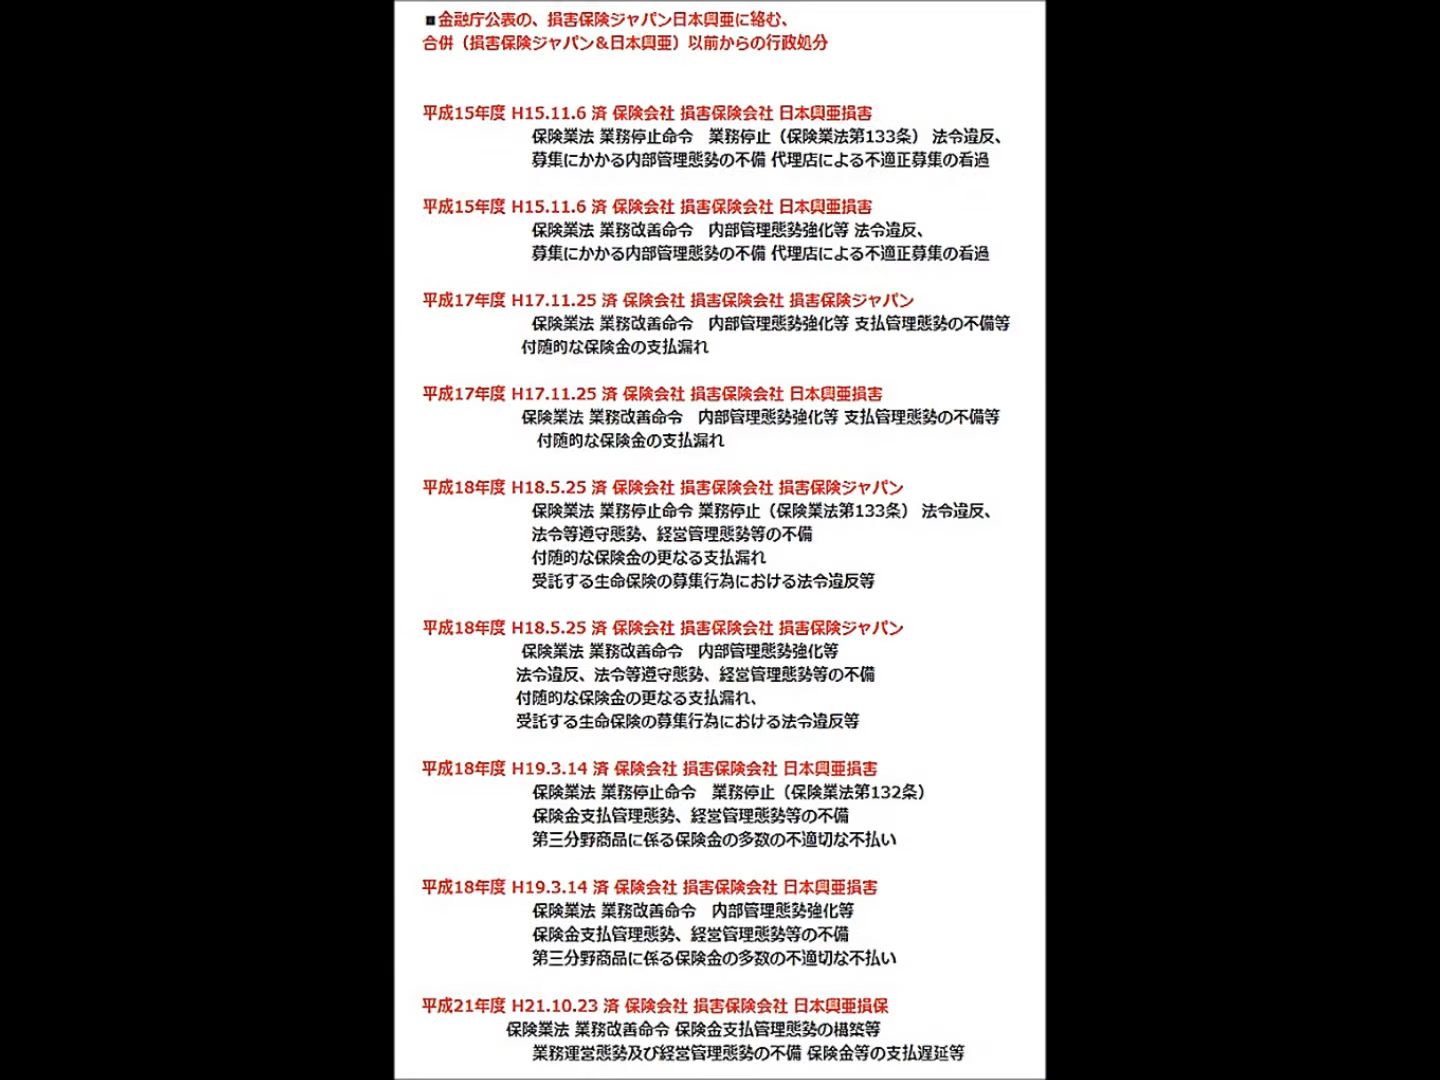 ■金融庁公表の、損害保険ジャパン日本興亜に絡む、
合併（損害保険ジャパン＆日本興亜）以前からの行政処分
平成15年度 H15.11.6 済 保険会社 損害保険会社 日本興亜損害
保険業法 業務停止命令　業務停止（保険業法第133条） 法令違反、
募集にかかる内部管理態勢の不備 代理店による不適正募集の看過
平成15年度 H15.11.6 済 保険会社 損害保険会社 日本興亜損害
保険業法 業務改善命令　内部管理態勢強化等 法令違反、
募集にかかる内部管理態勢の不備 代理店による不適正募集の看過
平成17年度 H17.11.25 済 保険会社 損害保険会社 損害保険ジャパン
保険業法 業務改善命令　内部管理態勢強化等 支払管理態勢の不備等
付随的な保険金の支払漏れ
平成17年度 H17.11.25 済 保険会社 損害保険会社 日本興亜損害
保険業法 業務改善命令　内部管理態勢強化等 支払管理態勢の不備等
付随的な保険金の支払漏れ
平成18年度 H18.5.25 済 保険会社 損害保険会社 損害保険ジャパン
保険業法 業務停止命令 業務停止（保険業法第133条） 法令違反、
法令等遵守態勢、経営管理態勢等の不備
付随的な保険金の更なる支払漏れ
受託する生命保険の募集行為における法令違反等
平成18年度 H18.5.25 済 保険会社 損害保険会社 損害保険ジャパン
保険業法 業務改善命令　内部管理態勢強化等
法令違反、法令等遵守態勢、経営管理態勢等の不備
付随的な保険金の更なる支払漏れ、
受託する生命保険の募集行為における法令違反等
平成18年度 H19.3.14 済 保険会社 損害保険会社 日本興亜損害
保険業法 業務停止命令　業務停止（保険業法第132条）
保険金支払管理態勢、経営管理態勢等の不備
第三分野商品に係る保険金の多数の不適切な不払い
平成18年度 H19.3.14 済 保険会社 損害保険会社 日本興亜損害
保険業法 業務改善命令　内部管理態勢強化等
保険金支払管理態勢、経営管理態勢等の不備
第三分野商品に係る保険金の多数の不適切な不払い
平成21年度 H21.10.23 済 保険会社 損害保険会社 日本興亜損保
保険業法 業務改善命令 保険金支払管理態勢の構築等
業務運営態勢及び経営管理態勢の不備 保険金等の支払遅延等